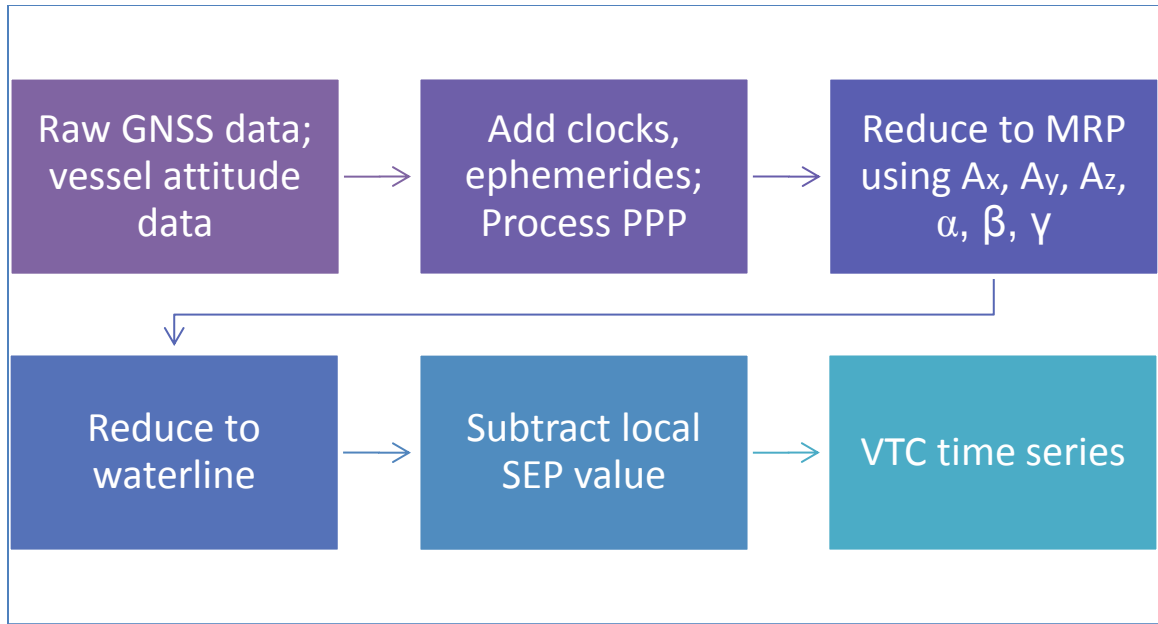 Raw GNSS data;
vessel attitude
data
Add clocks,
ephemerides;
Process PPP
Reduce to MRP
using Ax, Ay, Az,
α, β, γ
Reduce to
waterline
Subtract local
SEP value
VTC time series